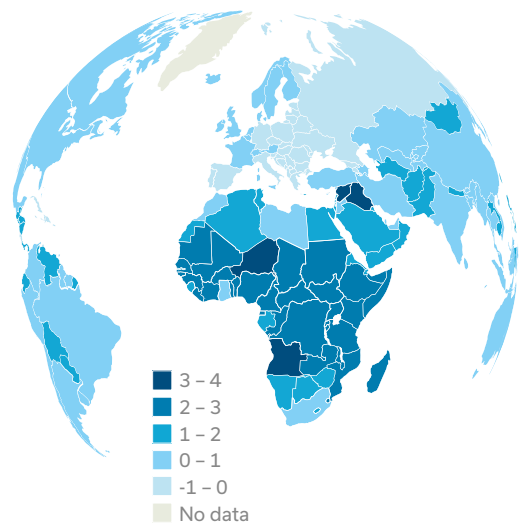 3 – 4
2 – 3
1 – 2
0 – 1
-1 – 0
No data